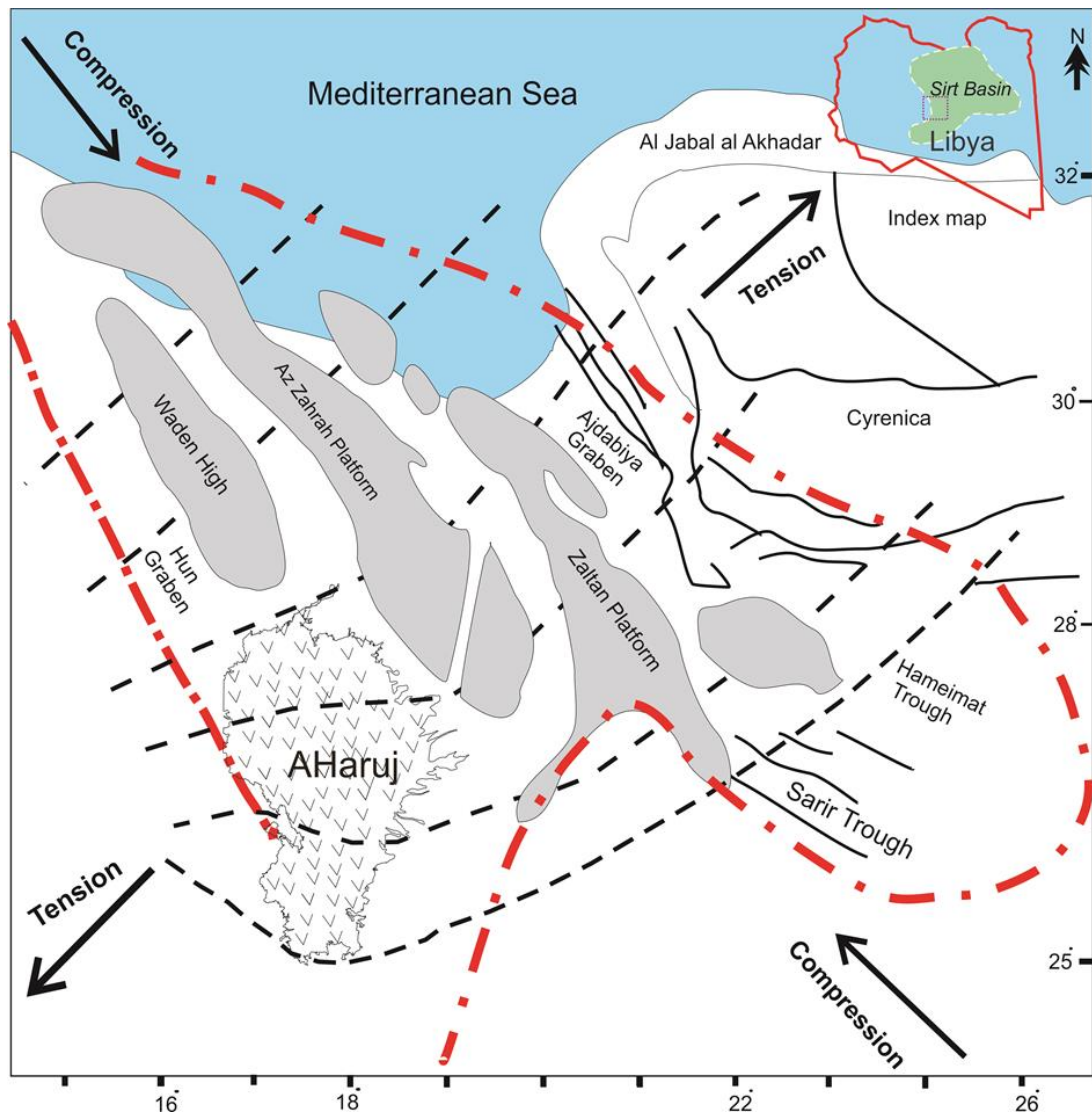 Compression
Mediterranean Sea
N
Sirt Basin
Libya
Al Jabal al Akhadar
32°
Index map
Tension
Az Zahrah Platform
Waden High
Ajdabiya
Graben
30°
Cyrenica
Hun
Graben
Zaltan Platform
28°
Hameimat
Trough
AHaruj
Sarir Trough
Tension
25°
Compression
16°
18°
22°
26°